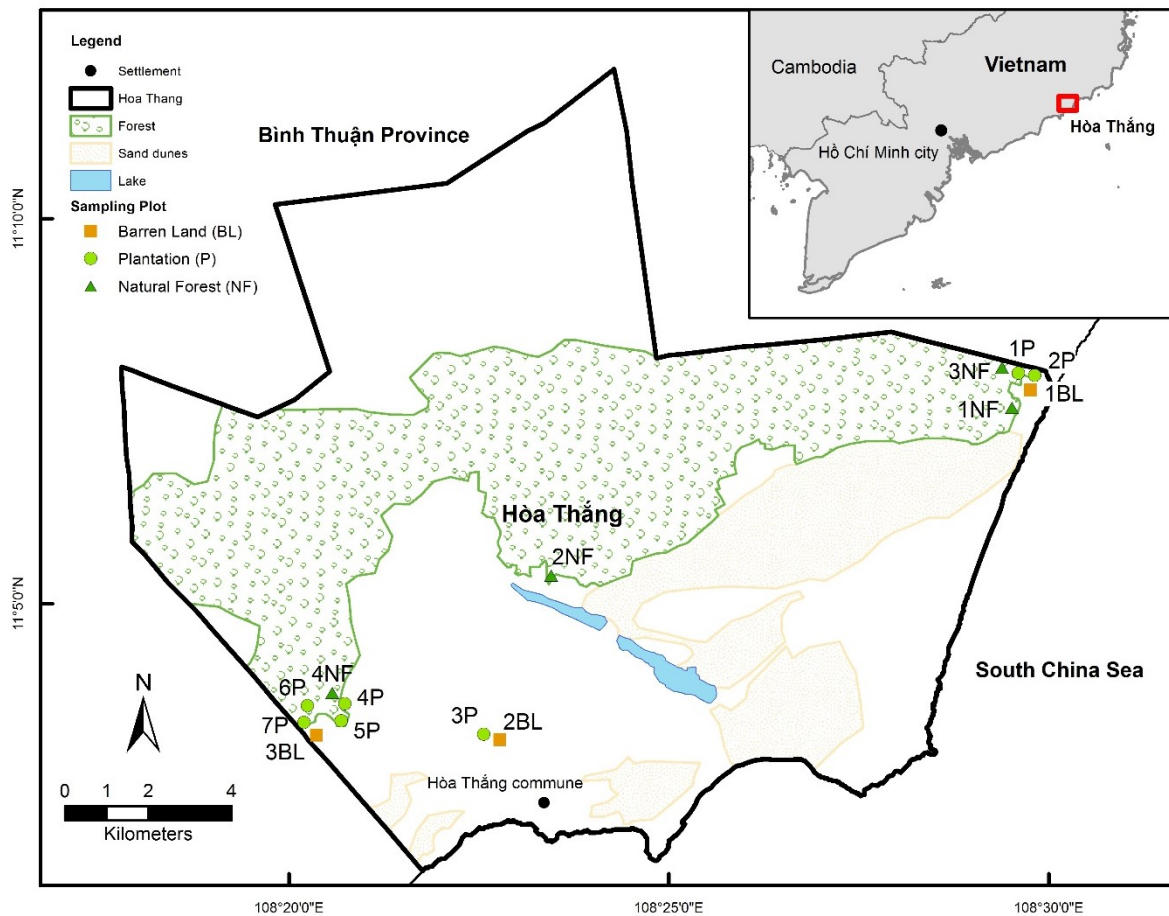 Legend
Settlement
Hoa Thang
Forest
Sand dunes
Lake
Sampling Plot
Barren Land (BL)
Plantation (P)
Natural Forest (NF)
Bình Thuận Province
Cambodia
Vietnam
Hòa Thắng
Hồ Chí Minh city
11°10'0"N
11°5'0"N
1P
2P
3NF
1BL
1NF
Hòa Thắng
2NF
South China Sea
N
4NF
6P
4P
7P
5P
3BL
3P
2BL
Hòa Thắng commune
0 1 2 4
Kilometers
108°20'0"E
108°25'0"E
108°30'0"E